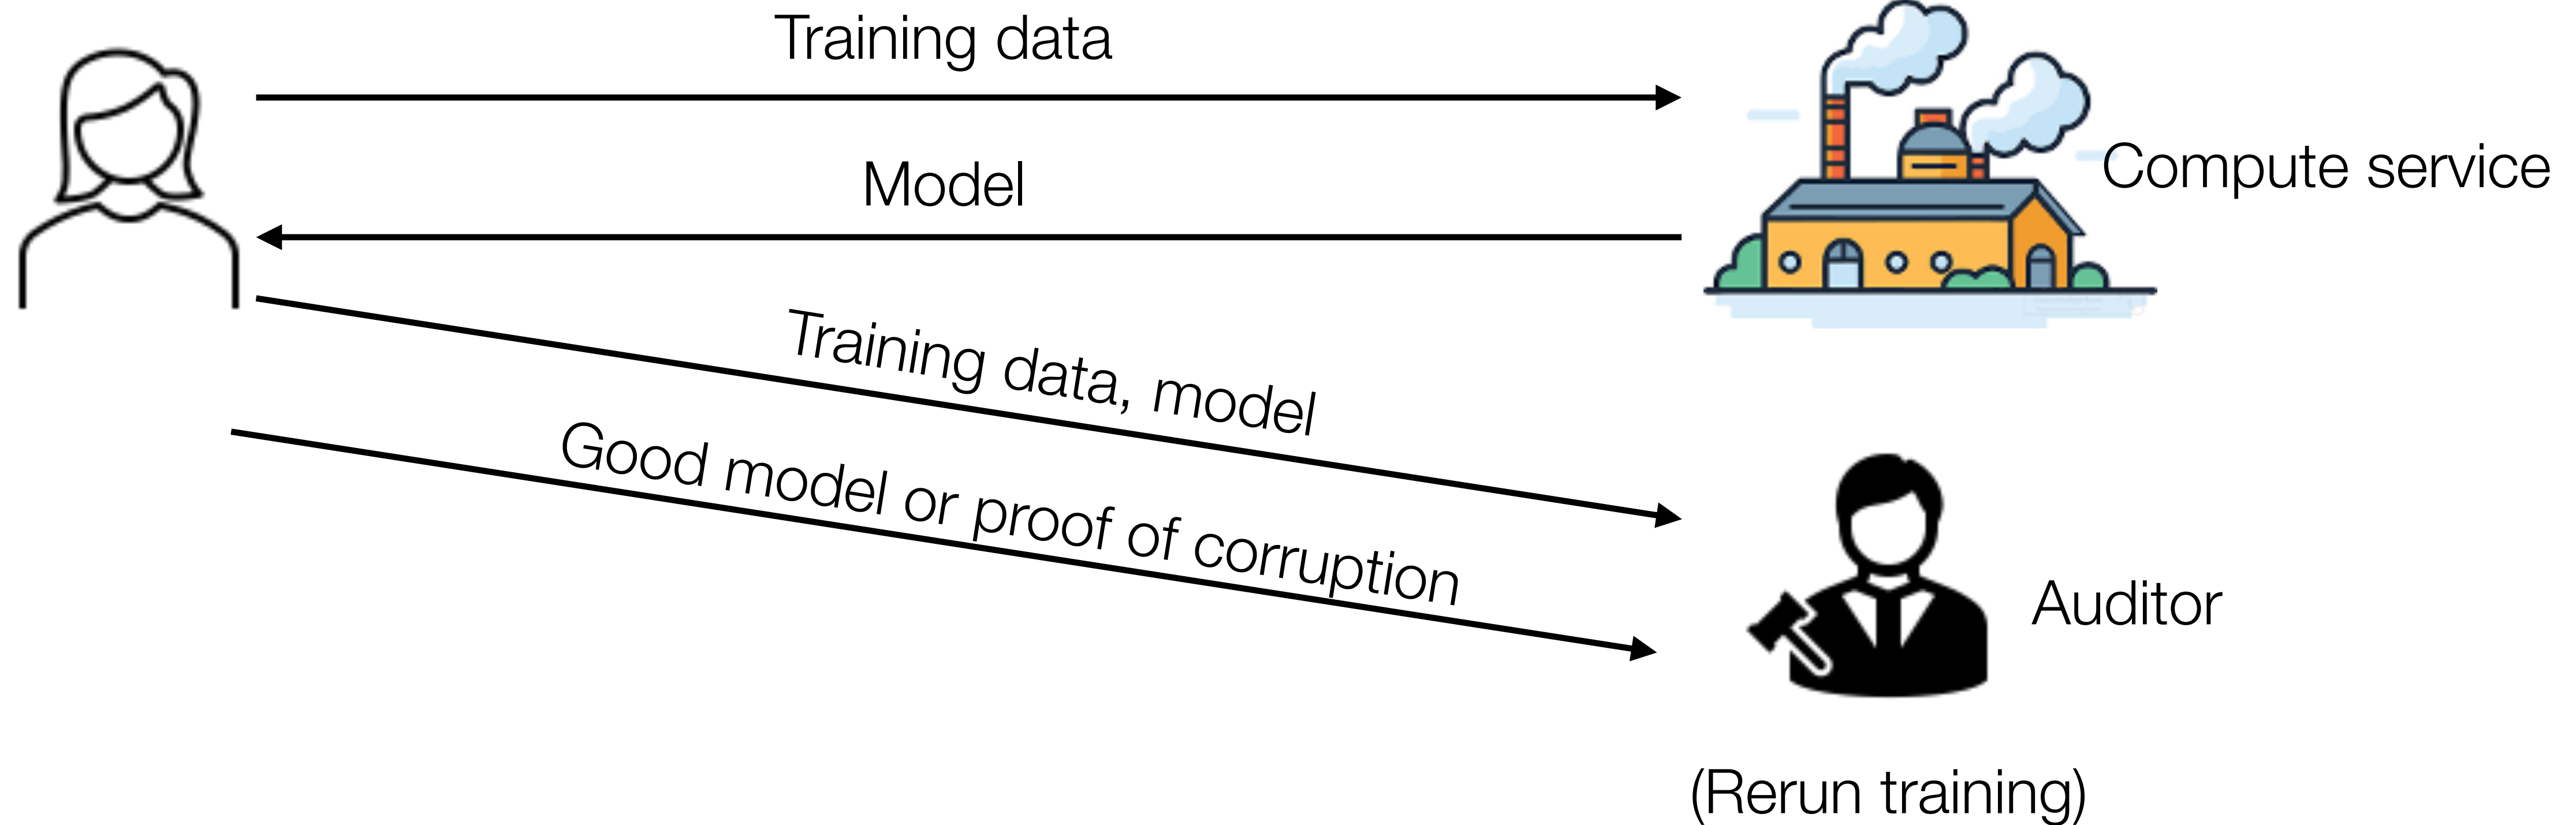 Training data
Model
Compute service
Training data, model
Good model or proof of corruption
Auditor
(Rerun training)